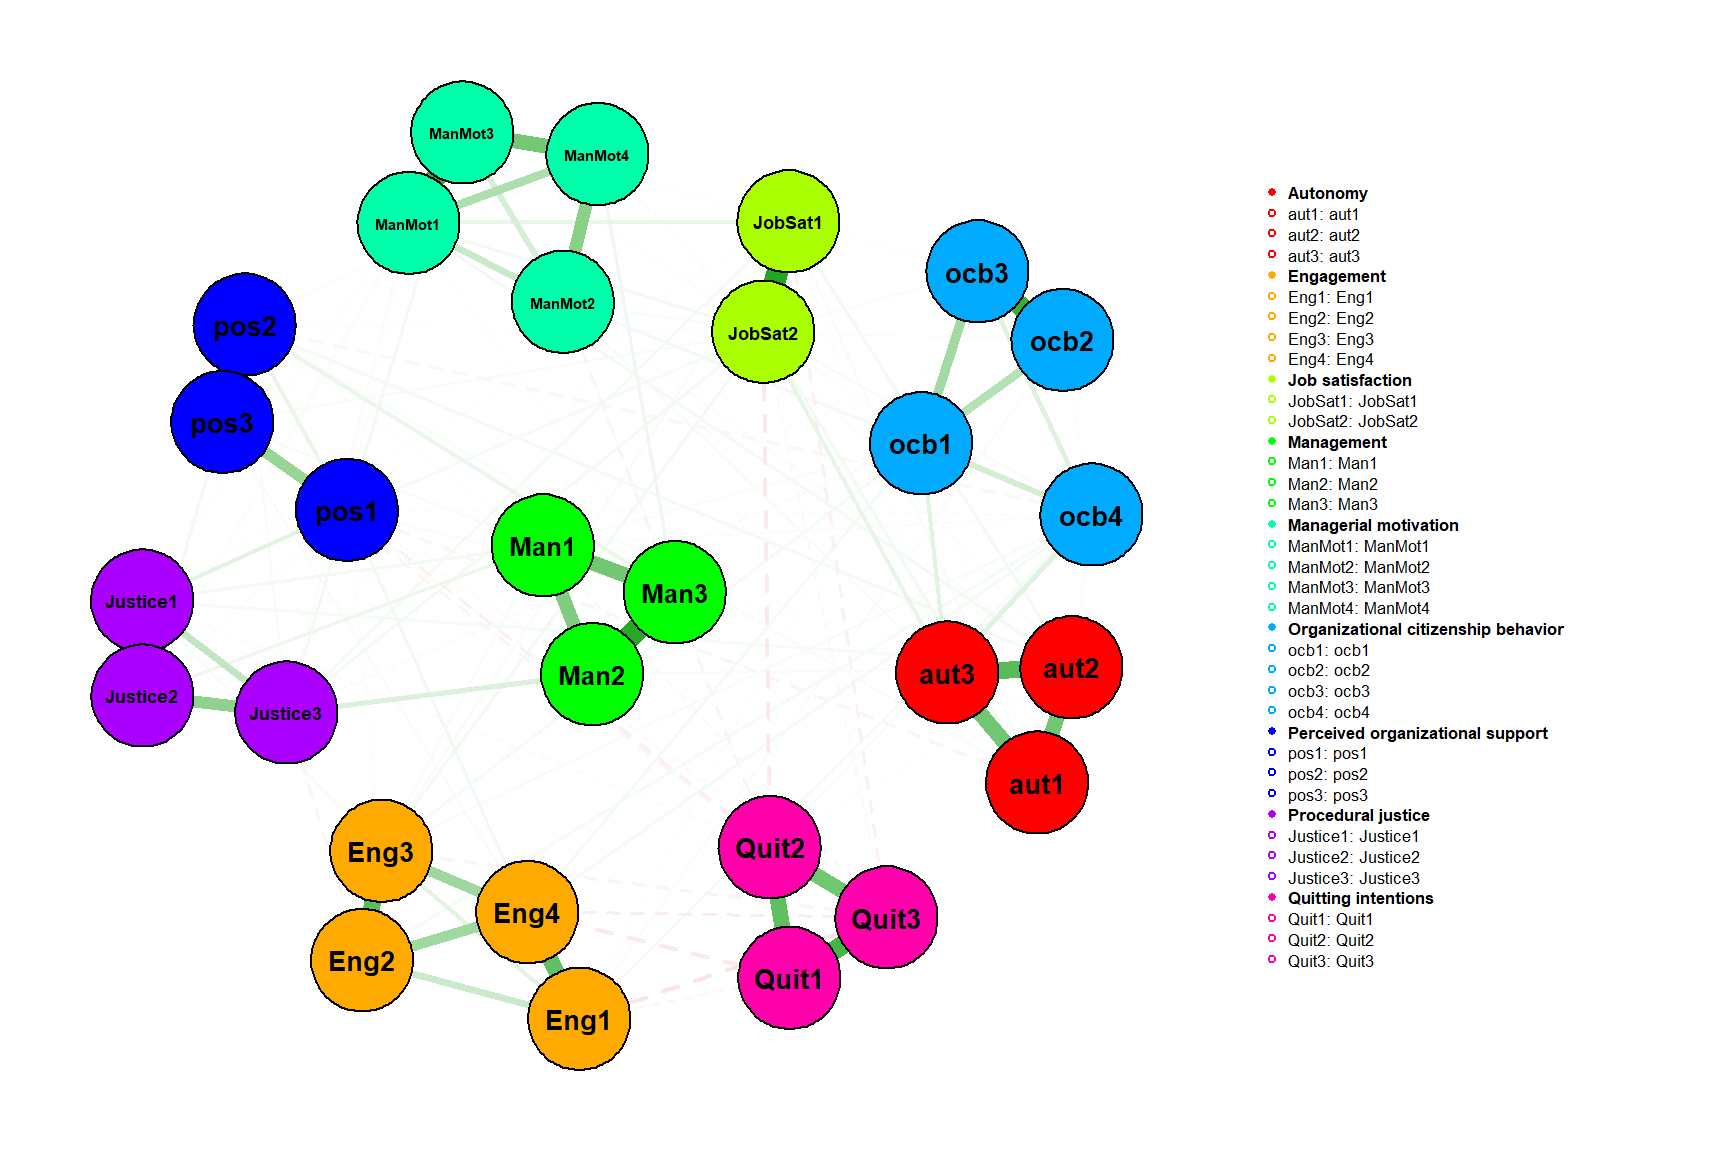 ManMot3
ManMot4
ManMot1
JobSat1
ManMot2
JobSat2
ocb3
ocb2
pos2
pos3
ocb1
pos1
ocb4
Man1
Man3
Justice1
Man2
aut3
aut2
Justice2
Justice3
aut1
Eng3
Quit2
Eng4
Quit3
Eng2
Quit1
Eng1
Autonomy
aut1: aut1
aut2: aut2
aut3: aut3
Engagement
Eng1: Eng1
Eng2: Eng2
Eng3: Eng3
Eng4: Eng4
Job satisfaction
JobSat1: JobSat1
JobSat2: JobSat2
Management
Man1: Man1
Man2: Man2
Man3: Man3
Managerial motivation
ManMot1: ManMot1
ManMot2: ManMot2
ManMot3: ManMot3
ManMot4: ManMot4
Organizational citizenship behavior
ocb1: ocb1
ocb2: ocb2
ocb3: ocb3
ocb4: ocb4
Perceived organizational support
pos1: pos1
pos2: pos2
pos3: pos3
Procedural justice
Justice1: Justice1
Justice2: Justice2
Justice3: Justice3
Quitting intentions
Quit1: Quit1
Quit2: Quit2
Quit3: Quit3